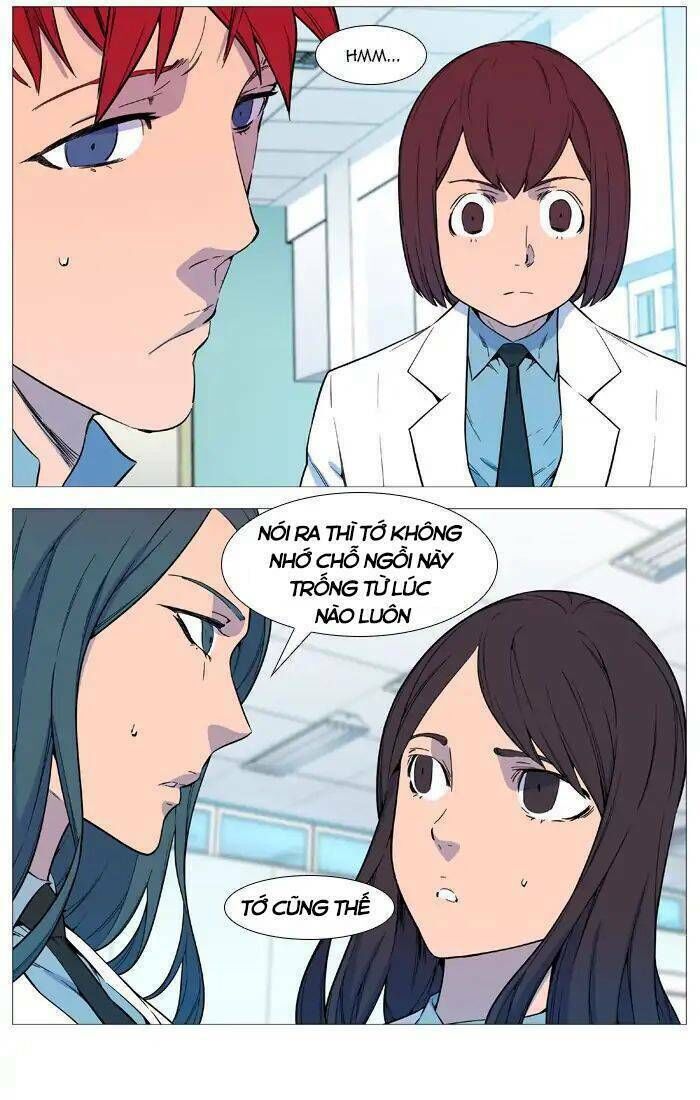 HMM...
NÓI RA THÌ TỚ KHÔNG
NHỚ CHỖ NGỒI NÀY
TRỐNG TỪ LÚC
NÀO LUÔN
TỚ CŨNG THẾ